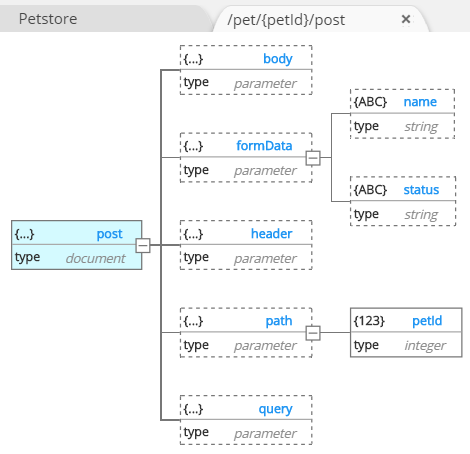 Petstore
/pet/{petId}/post ×
{...} body
type parameter
{ABC} name
type string
{...} formData
type parameter
{ABC} status
type string
{...} post
type document
{...} header
type parameter
{...} path
type parameter
{123} petId
type integer
{...} query
type parameter